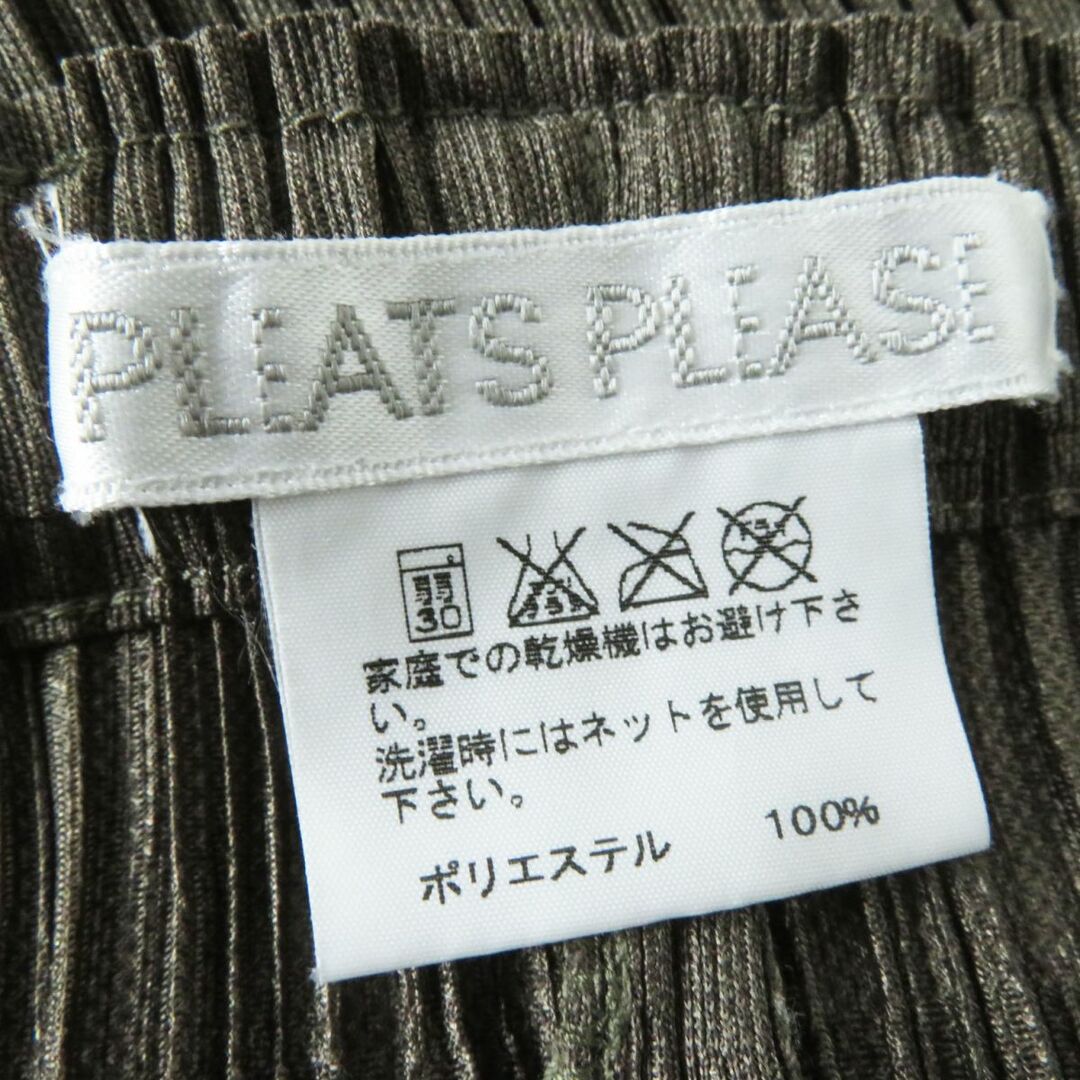 PLEATS PLEASE
弱
30
家庭での乾燥機はお避け下さ
い。
洗濯時にはネットを使用して
下さい。
ポリエステル 100%